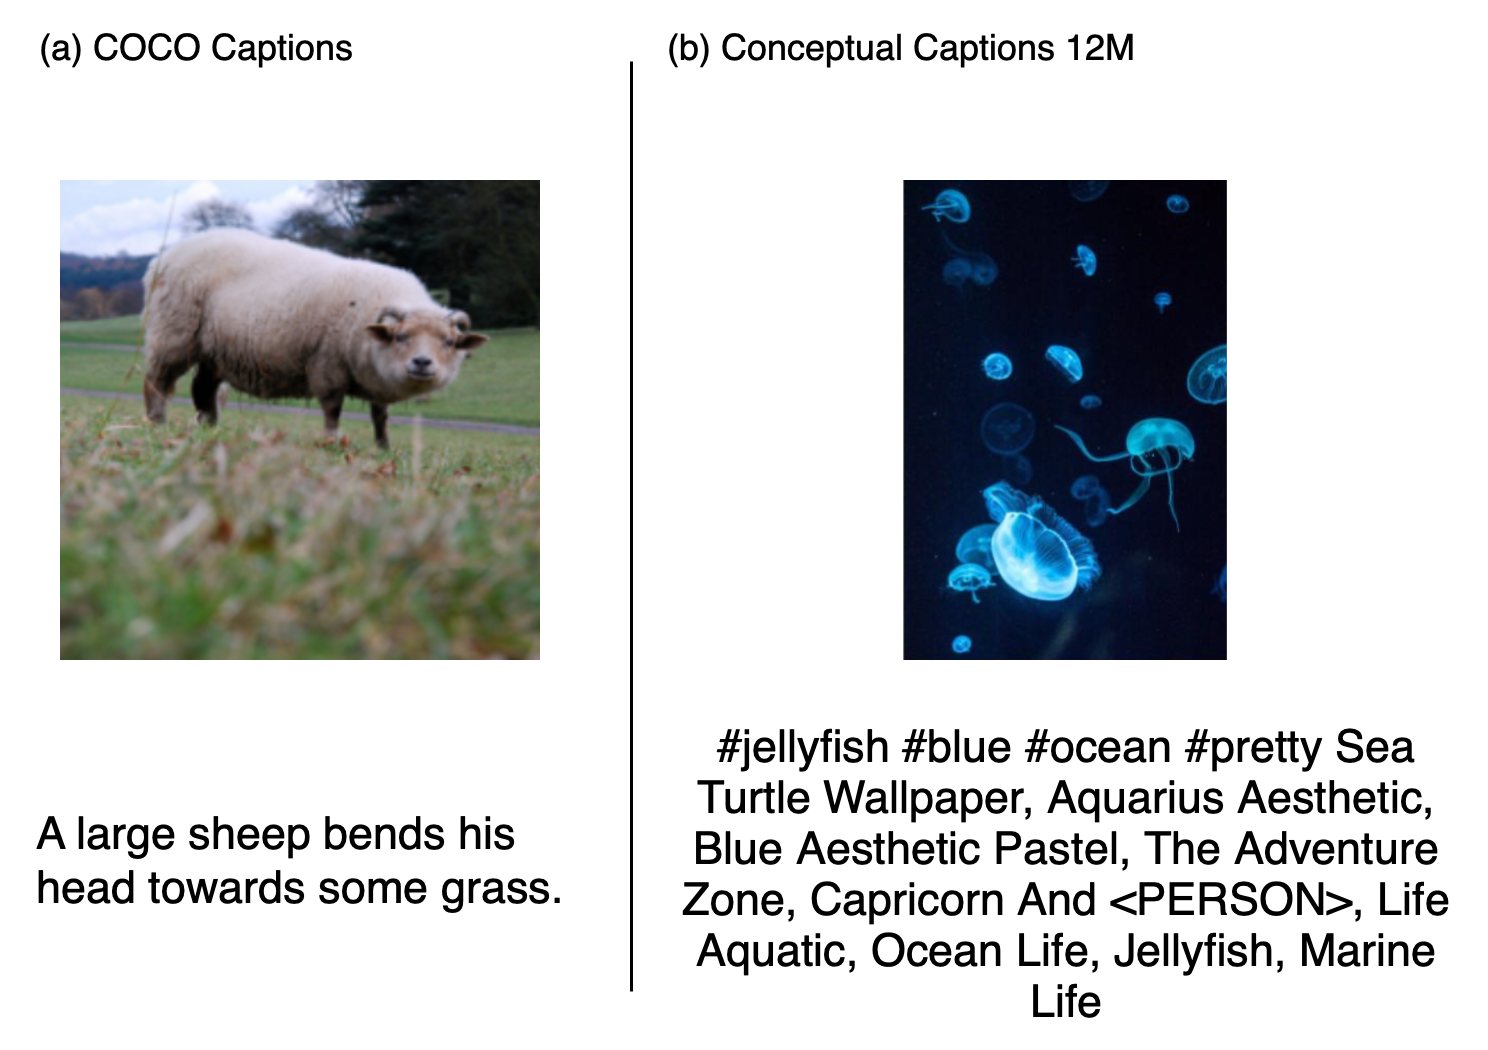 (a) COCO Captions
A large sheep bends his
head towards some grass.
(b) Conceptual Captions 12M
#jellyfish #blue #ocean #pretty Sea
Turtle Wallpaper, Aquarius Aesthetic,
Blue Aesthetic Pastel, The Adventure
Zone, Capricorn And <PERSON>, Life
Aquatic, Ocean Life, Jellyfish, Marine
Life